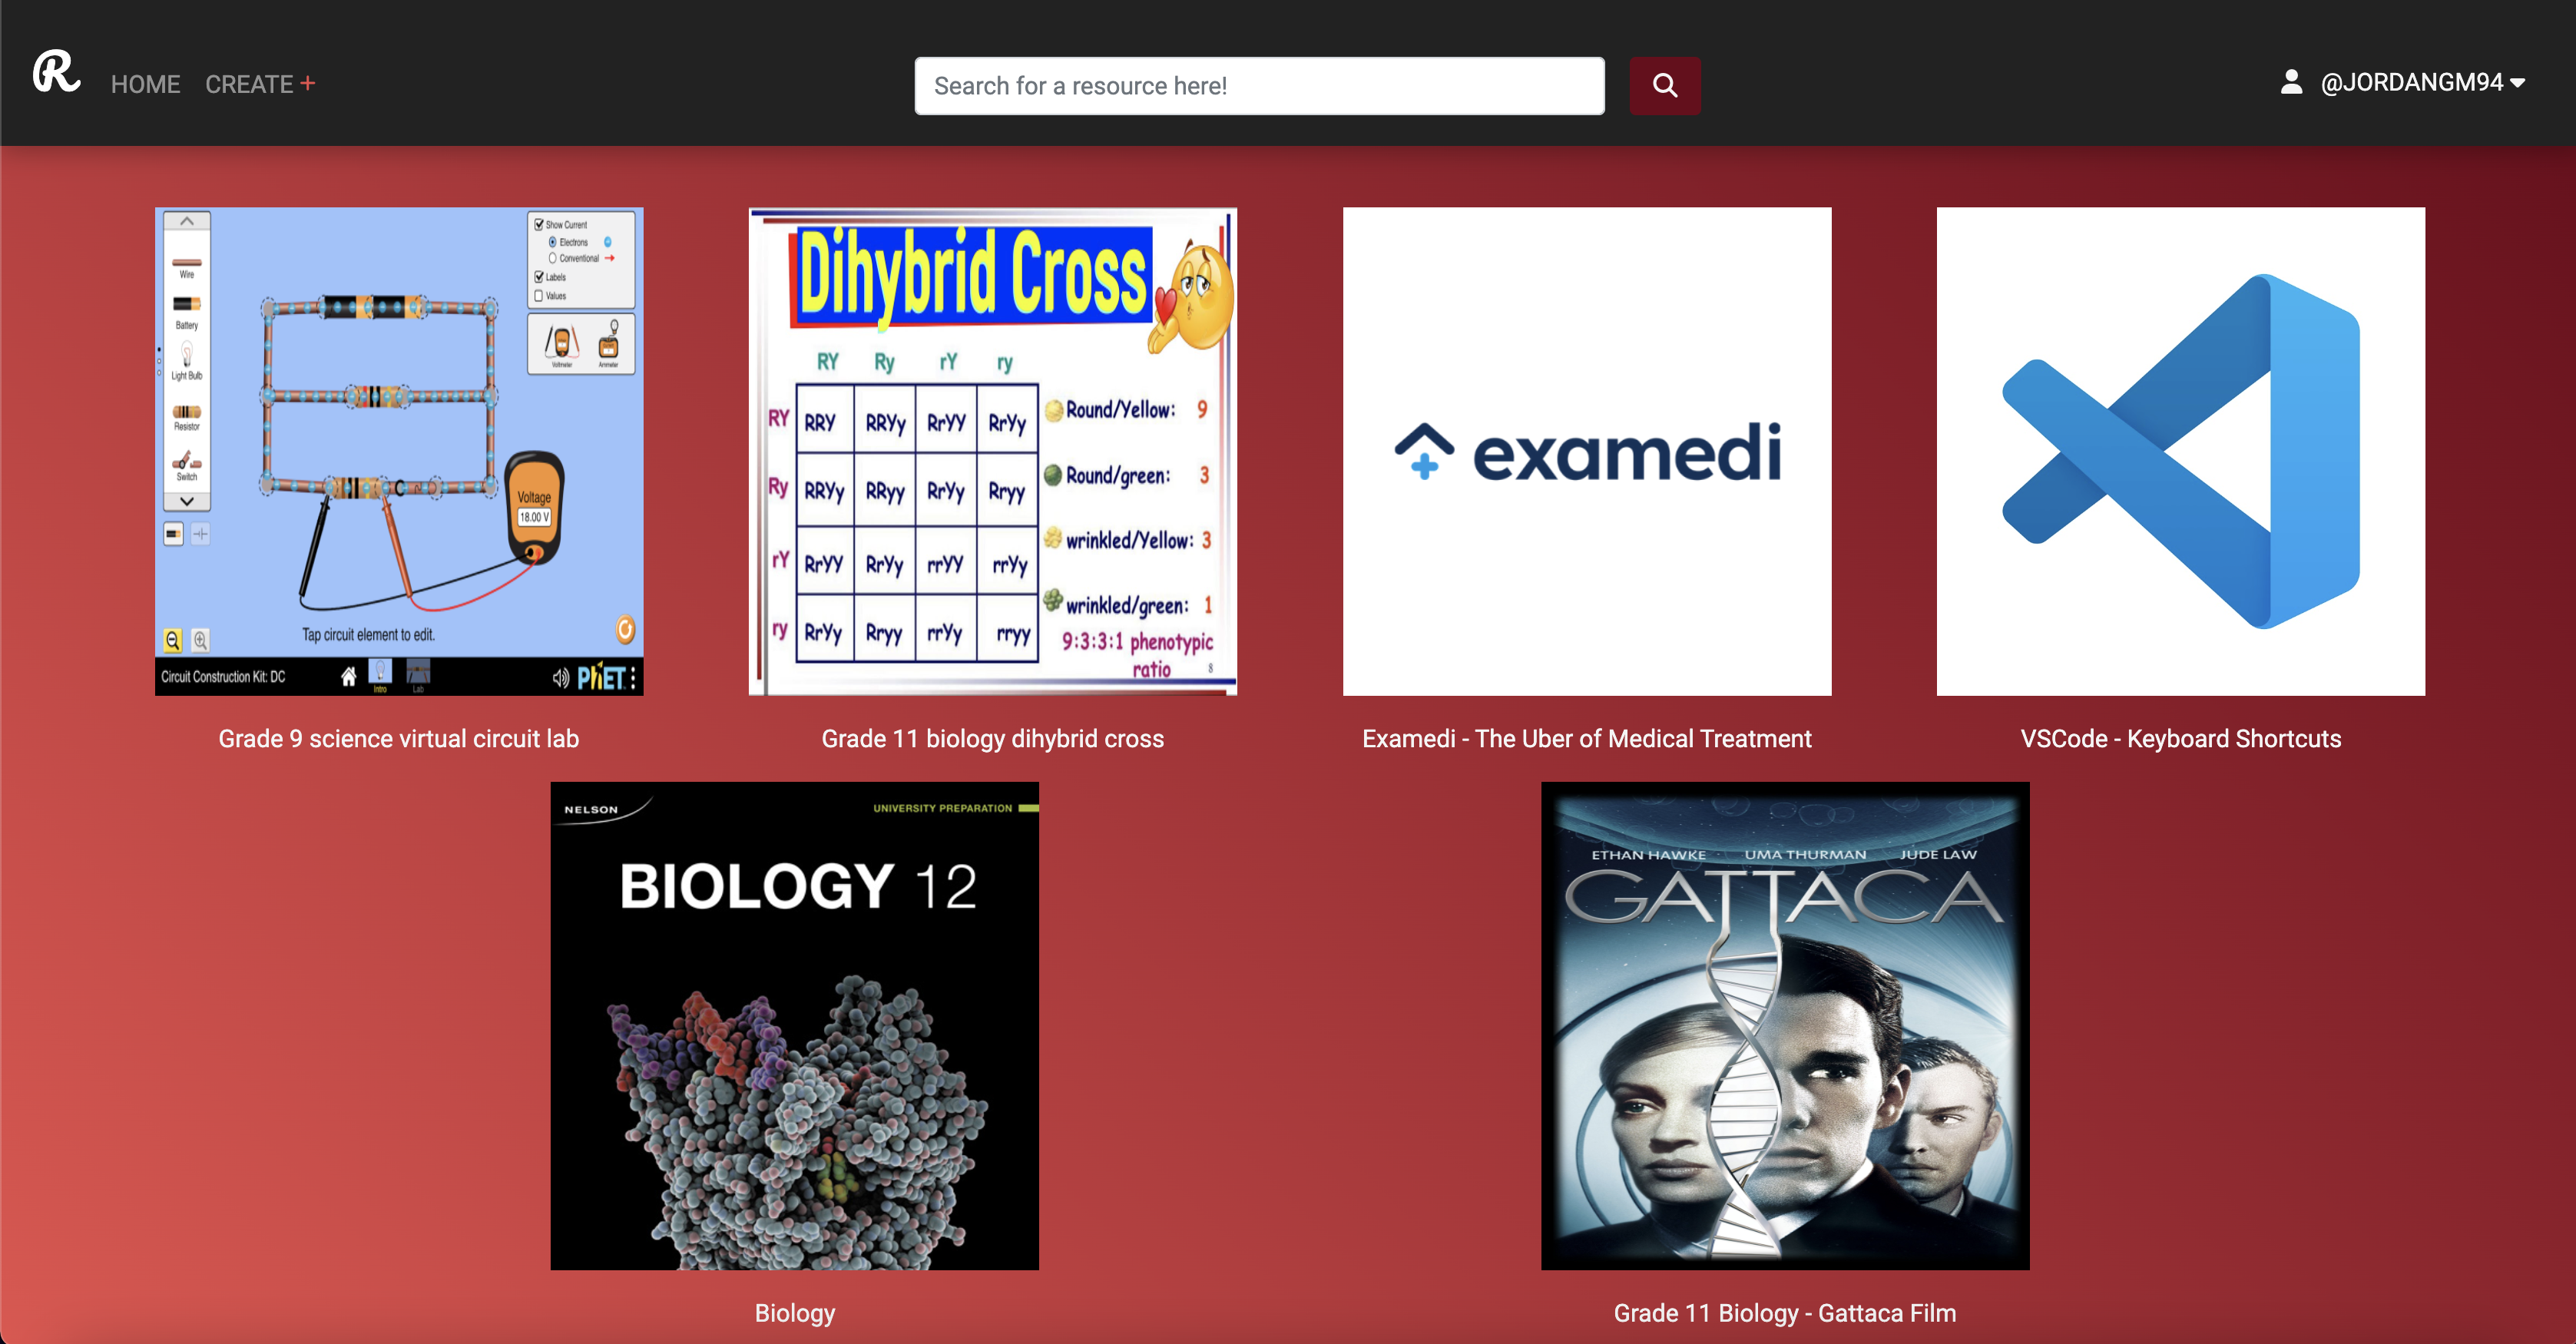 R HOME CREATE + Search for a resource here! @JORDANGM94
Show Current
Electrons
Conventional
Labels
Values
Wire
Battery
Light Bulb
Resistor
Switch
Voltmeter Ammeter
Voltage
18.00 V
Tap circuit element to edit.
Circuit Construction Kit: DC Intro Lab PhET
Dihybrid Cross
RY Ry rY ry
RY RRY RRYy RrYY RrYy
Ry RRYy RRyy RrYy Rryy
rY RrYY RrYy rrYY rrYy
ry RrYy Rryy rrYy rryy
Round/Yellow: 9
Round/green: 3
wrinkled/Yellow: 3
wrinkled/green: 1
9:3:3:1 phenotypic
ratio 8
examedi
Grade 9 science virtual circuit lab
Grade 11 biology dihybrid cross
Examedi - The Uber of Medical Treatment
VSCode - Keyboard Shortcuts
NELSON UNIVERSITY PREPARATION
BIOLOGY 12
ETHAN HAWKE UMA THURMAN JUDE LAW
GATTACA
Biology
Grade 11 Biology - Gattaca Film